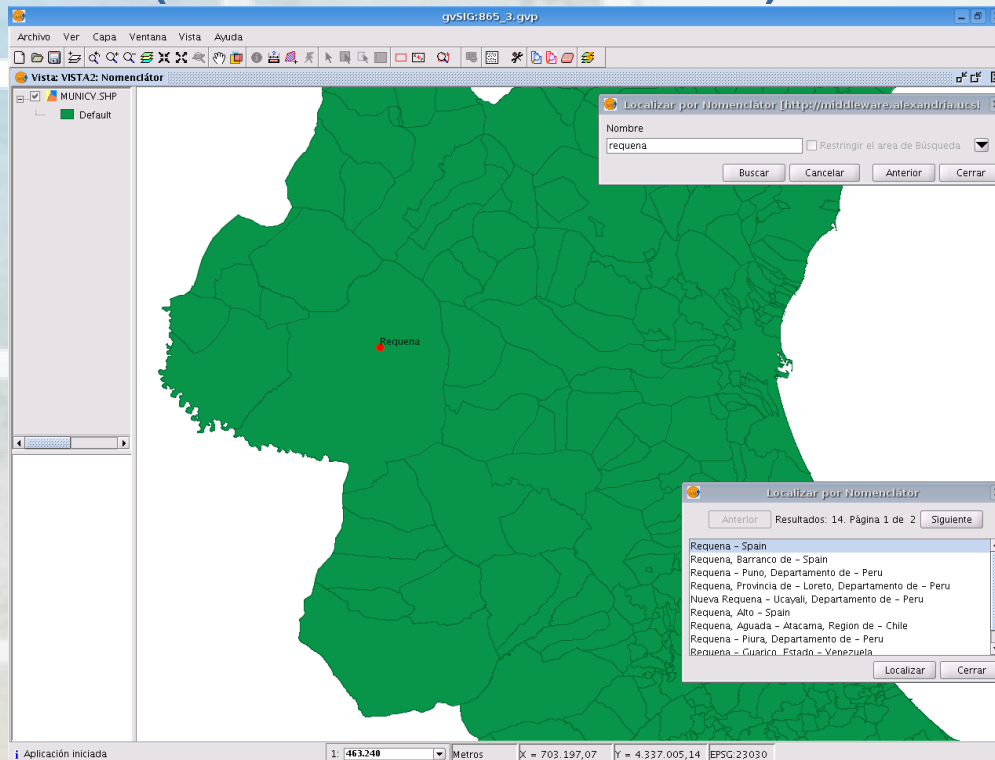 gvSIG:865_3.gvp
Archivo Ver Capa Ventana Vista Ayuda
Vista: VISTA2: Nomenclátor
MUNICV.SHP
Default
Localizar por Nomenclátor [http://middleware.alexandria.ucsl
Nombre
requena
Restringir el area de Búsqueda
Buscar Cancelar Anterior Cerrar
Requena
Localizar por Nomenclátor
Anterior Resultados: 14. Página 1 de 2 Siguiente
Requena - Spain
Requena, Barranco de - Spain
Requena - Puno, Departamento de - Peru
Requena, Provincia de - Loreto, Departamento de - Peru
Nueva Requena - Ucayali, Departamento de - Peru
Requena, Alto - Spain
Requena, Aguada - Atacama, Region de - Chile
Requena - Piura, Departamento de - Peru
Requena - Guarico, Estado - Venezuela
Localizar Cerrar
Aplicación iniciada 1: 463.240 Metros X = 703.197,07 Y = 4.337.005,14 EPSG:23030